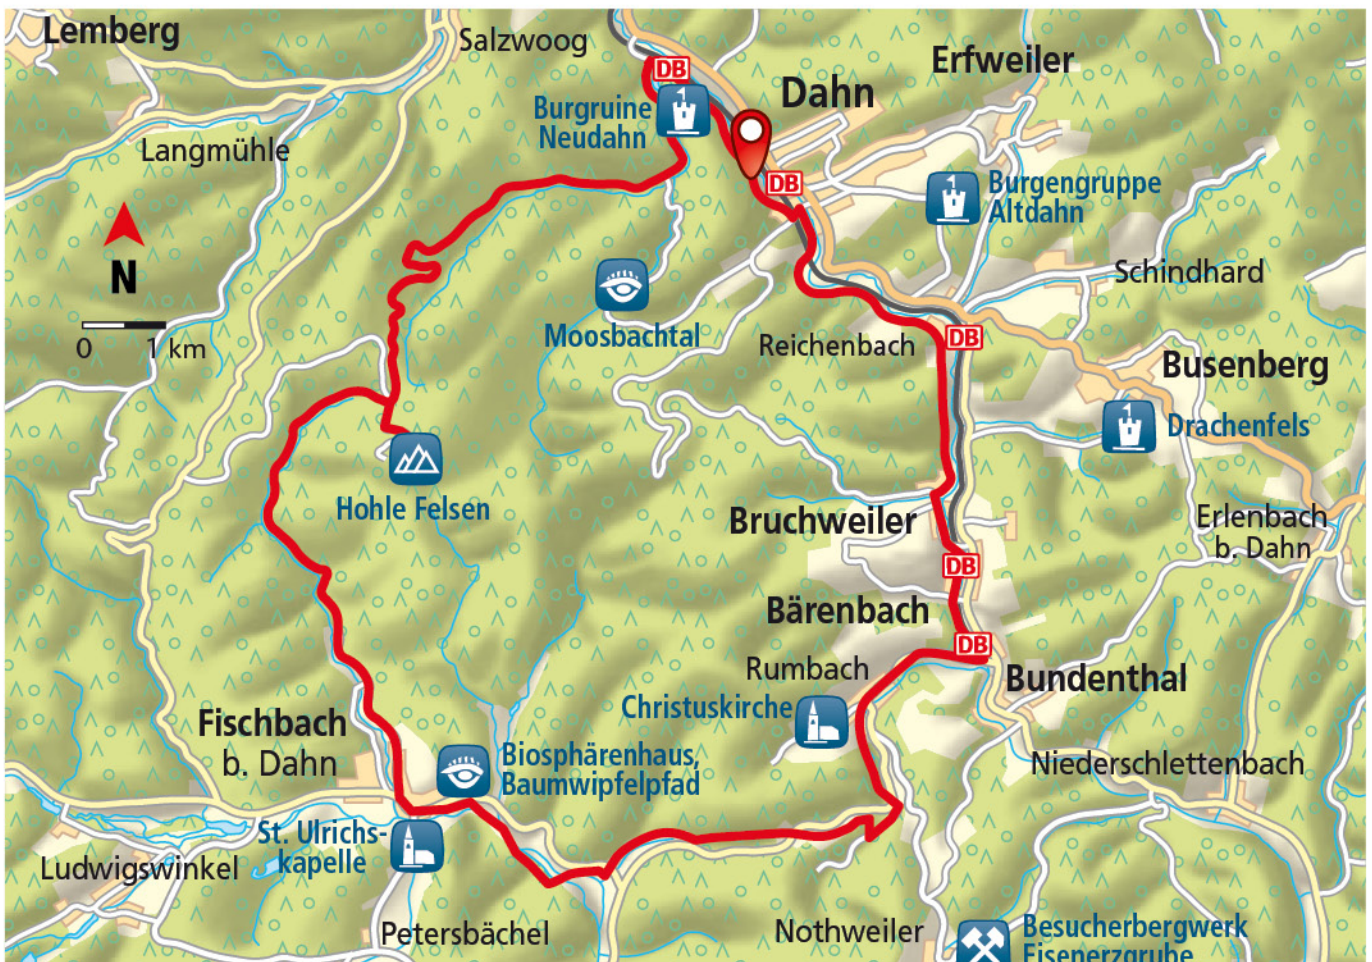 Lemberg
Salzwoog
DB
Erfweiler
Dahn
Burgruine
Neudahn
Langmühle
DB
Burgengruppe
Altdahn
N
Schindhard
0 1 km
Moosbachtal
Reichenbach
DB
Busenberg
Drachenfels
Hohle Felsen
Bruchweiler
Erlenbach
b. Dahn
DB
Bärenbach
DB
Rumbach
Bundenthal
Christuskirche
Fischbach
b. Dahn
Biosphärenhaus,
Baumwipfelpfad
Niederschlettenbach
St. Ulrichs-
kapelle
Ludwigswinkel
Petersbächel
Nothweiler
Besucherbergwerk
Eisenerzgrube